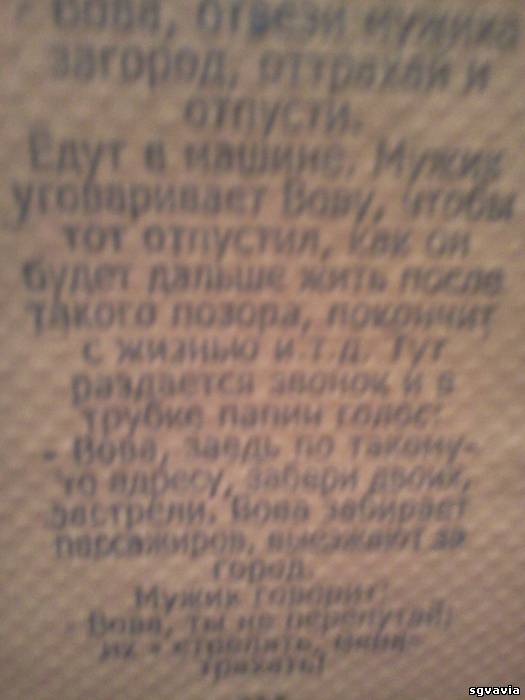 - Вова, отвези мужика
загород, оттрахай и
отпусти.
Едут в машине. Мужик
уговаривает Вову, чтобы
тот отпустил, как он
будет дальше жить после
такого позора, покончит
с жизнью и.т.д. Тут
раздается звонок и в
трубке папин голос:
- Вова, заедь по такому-
то адресу, забери двоих,
застрели. Вова забирает
пассажиров, выезжают за
город.
Мужик говорит:
- Вова, ты не перепутай;
их - стрелять, меня-
трахать!
sgvavia